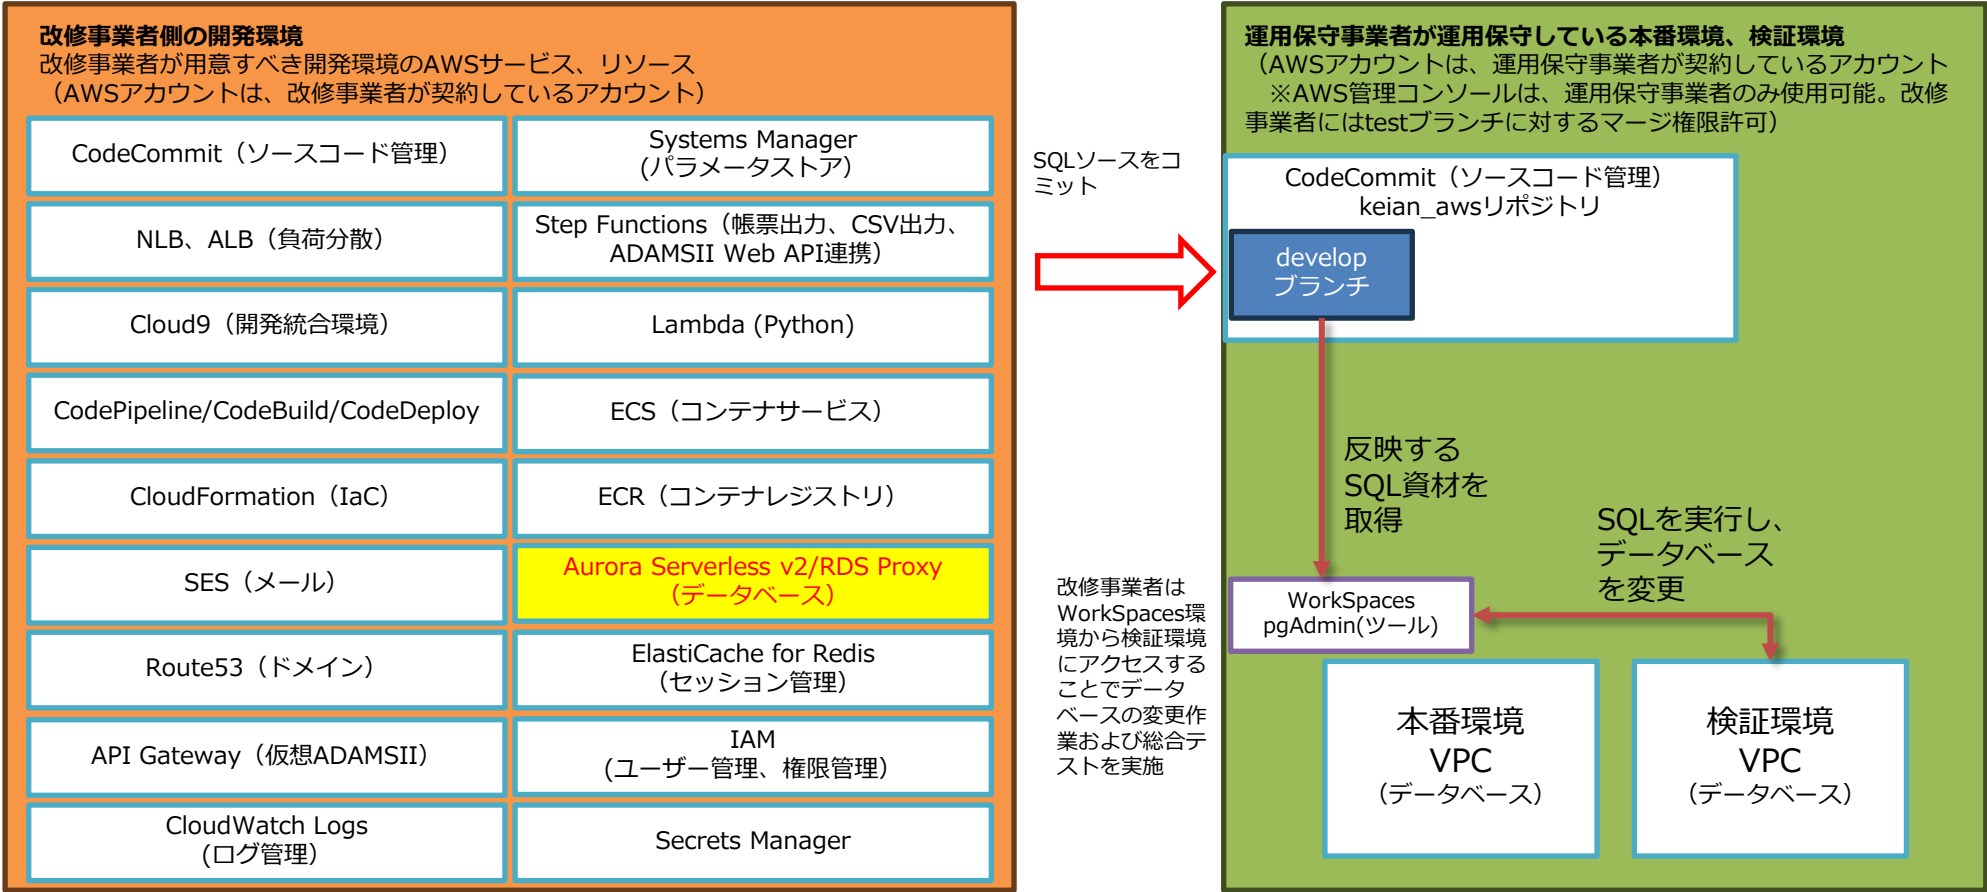 改修事業者側の開発環境
改修事業者が用意すべき開発環境のAWSサービス、リソース
（AWSアカウントは、改修事業者が契約しているアカウント）
CodeCommit（ソースコード管理）
Systems Manager
(パラメータストア）
NLB、ALB（負荷分散）
Step Functions（帳票出力、CSV出力、
ADAMSII Web API連携）
Cloud9（開発統合環境）
Lambda (Python)
CodePipeline/CodeBuild/CodeDeploy
ECS（コンテナサービス）
CloudFormation（IaC）
ECR（コンテナレジストリ）
SES（メール）
Aurora Serverless v2/RDS Proxy
（データベース）
Route53（ドメイン）
ElastiCache for Redis
（セッション管理）
API Gateway（仮想ADAMSII）
IAM
(ユーザー管理、権限管理）
CloudWatch Logs
(ログ管理）
Secrets Manager
SQLソースをコ
ミット
改修事業者は
WorkSpaces環
境から検証環境
にアクセスする
ことでデータ
ベースの変更作
業および総合テ
ストを実施
運用保守事業者が運用保守している本番環境、検証環境
（AWSアカウントは、運用保守事業者が契約しているアカウント
※AWS管理コンソールは、運用保守事業者のみ使用可能。改修
事業者にはtestブランチに対するマージ権限許可）
CodeCommit（ソースコード管理）
keian_awsリポジトリ
develop
ブランチ
反映する
SQL資材を
取得
SQLを実行し、
データベース
を変更
WorkSpaces
pgAdmin(ツール)
本番環境
VPC
（データベース）
検証環境
VPC
（データベース）